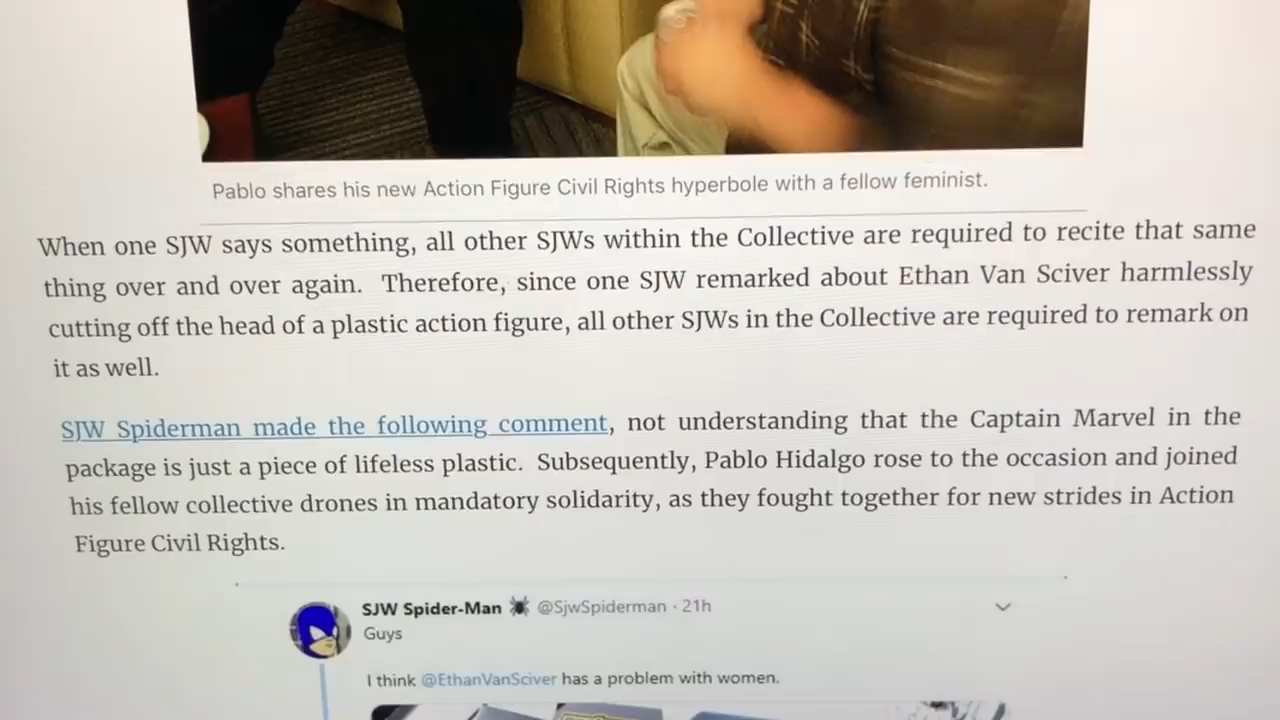 Pablo shares his new Action Figure Civil Rights hyperbole with a fellow feminist.
When one SJW says something, all other SJWs within the Collective are required to recite that same
thing over and over again. Therefore, since one SJW remarked about Ethan Van Sciver harmlessly
cutting off the head of a plastic action figure, all other SJWs in the Collective are required to remark on
it as well.
SJW Spiderman made the following comment, not understanding that the Captain Marvel in the
package is just a piece of lifeless plastic. Subsequently, Pablo Hidalgo rose to the occasion and joined
his fellow collective drones in mandatory solidarity, as they fought together for new strides in Action
Figure Civil Rights.
SJW Spider-Man 🕷 @SjwSpiderman · 21h
Guys
I think @EthanVanSciver has a problem with women.